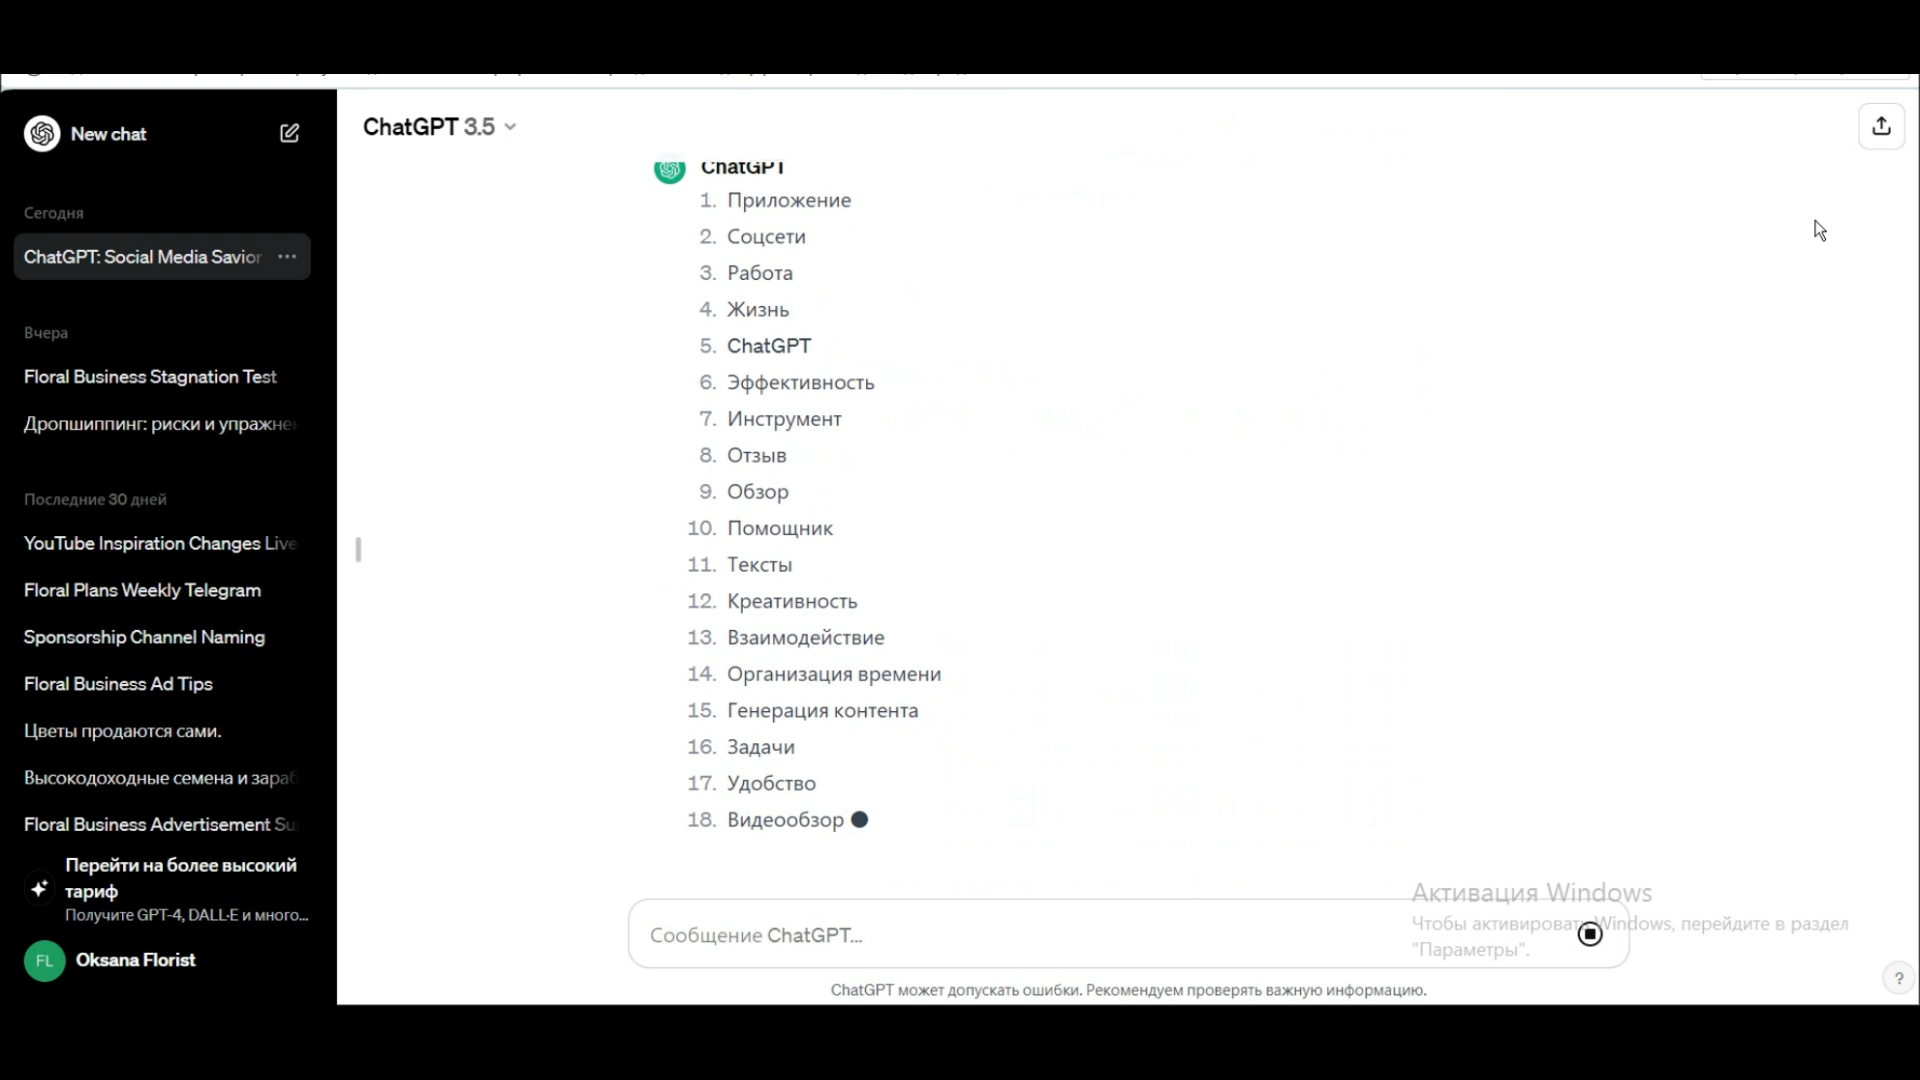 New chat
Сегодня
ChatGPT: Social Media Savior
Вчера
Floral Business Stagnation Test
Дропшиппинг: риски и упражне
Последние 30 дней
YouTube Inspiration Changes Live
Floral Plans Weekly Telegram
Sponsorship Channel Naming
Floral Business Ad Tips
Цветы продаются сами.
Высокодоходные семена и зараб
Floral Business Advertisement Su
Перейти на более высокий
тариф
Получите GPT-4, DALL·E и много...
FL Oksana Florist
ChatGPT 3.5
ChatGPT
1. Приложение
2. Соцсети
3. Работа
4. Жизнь
5. ChatGPT
6. Эффективность
7. Инструмент
8. Отзыв
9. Обзор
10. Помощник
11. Тексты
12. Креативность
13. Взаимодействие
14. Организация времени
15. Генерация контента
16. Задачи
17. Удобство
18. Видеообзор
Сообщение ChatGPT...
Активация Windows
Чтобы активировать Windows, перейдите в раздел
"Параметры".
ChatGPT может допускать ошибки. Рекомендуем проверять важную информацию.
?